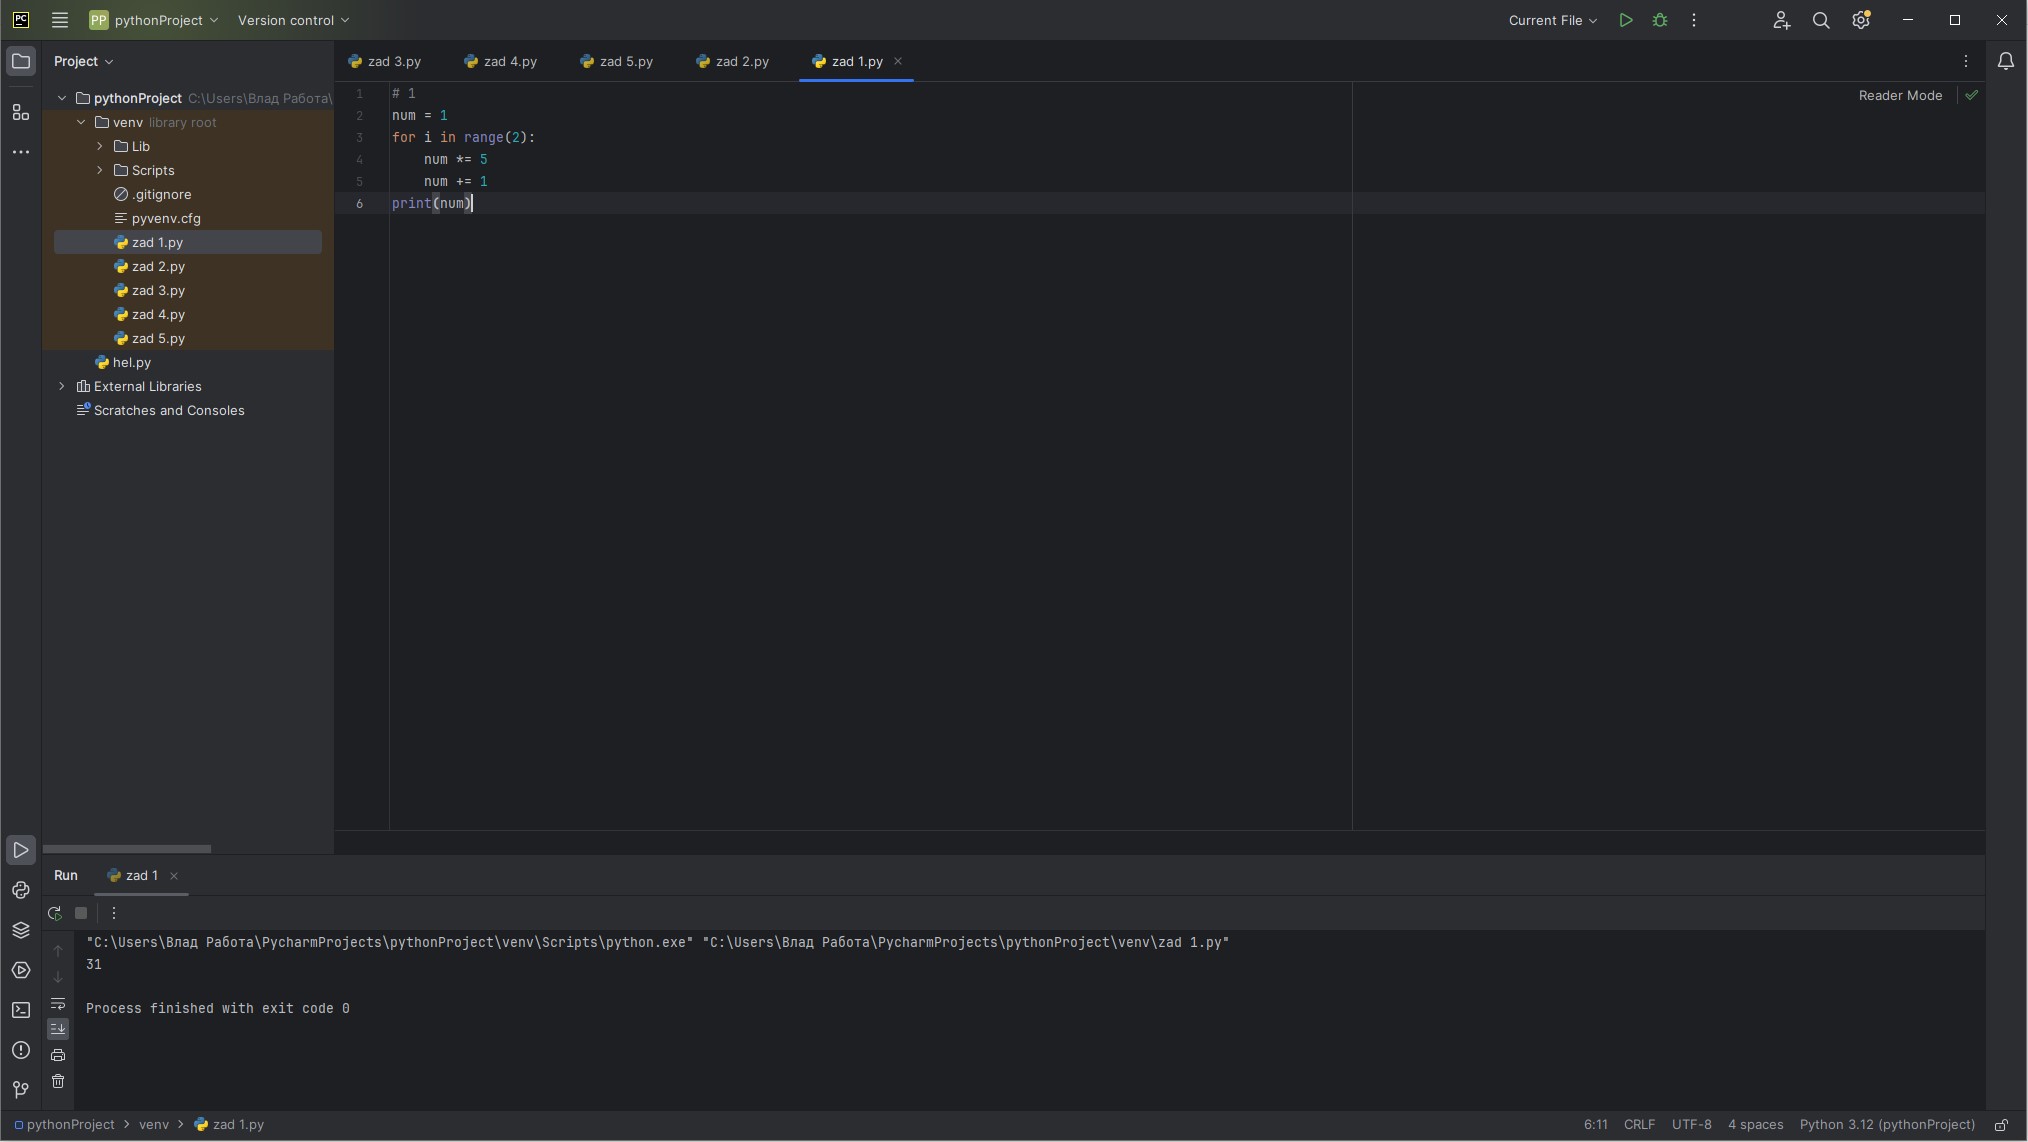 PC PP pythonProject Version control Current File
Project
zad 3.py zad 4.py zad 5.py zad 2.py zad 1.py
pythonProject C:\Users\Влад Работа\
venv library root
Lib
Scripts
.gitignore
pyvenv.cfg
zad 1.py
zad 2.py
zad 3.py
zad 4.py
zad 5.py
hel.py
External Libraries
Scratches and Consoles
Reader Mode
1 # 1
2 num = 1
3 for i in range(2):
4 num *= 5
5 num += 1
6 print(num)
Run zad 1
"C:\Users\Влад Работа\PycharmProjects\pythonProject\venv\Scripts\python.exe" "C:\Users\Влад Работа\PycharmProjects\pythonProject\venv\zad 1.py"
31
Process finished with exit code 0
pythonProject > venv > zad 1.py 6:11 CRLF UTF-8 4 spaces Python 3.12 (pythonProject)